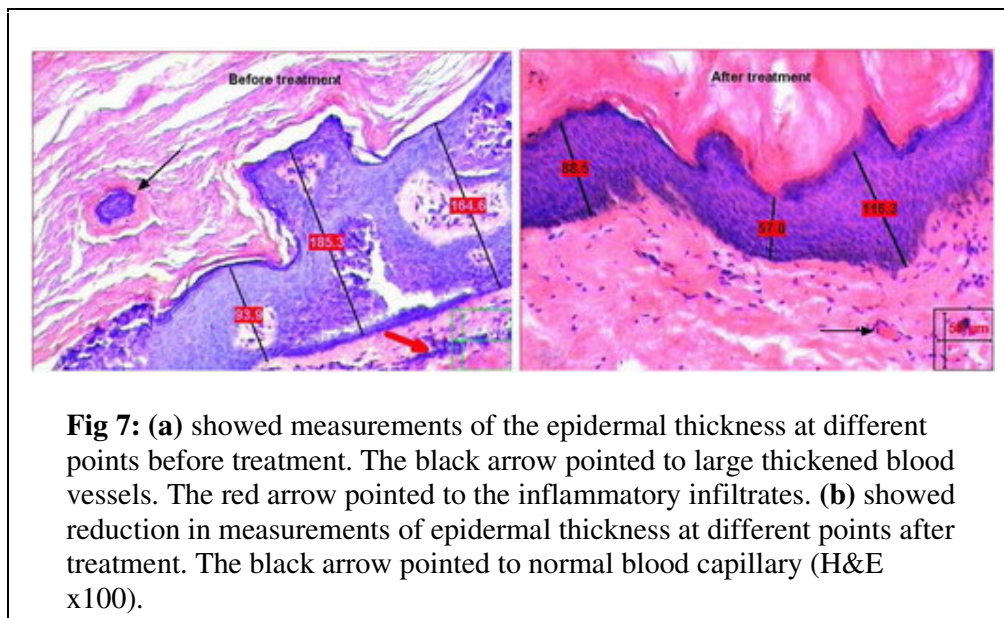 Before treatment
164.6
185.3
93.9
After treatment
88.5
57.0
116.3
Fig 7: (a) showed measurements of the epidermal thickness at different
points before treatment. The black arrow pointed to large thickened blood
vessels. The red arrow pointed to the inflammatory infiltrates. (b) showed
reduction in measurements of epidermal thickness at different points after
treatment. The black arrow pointed to normal blood capillary (H&E
x100).